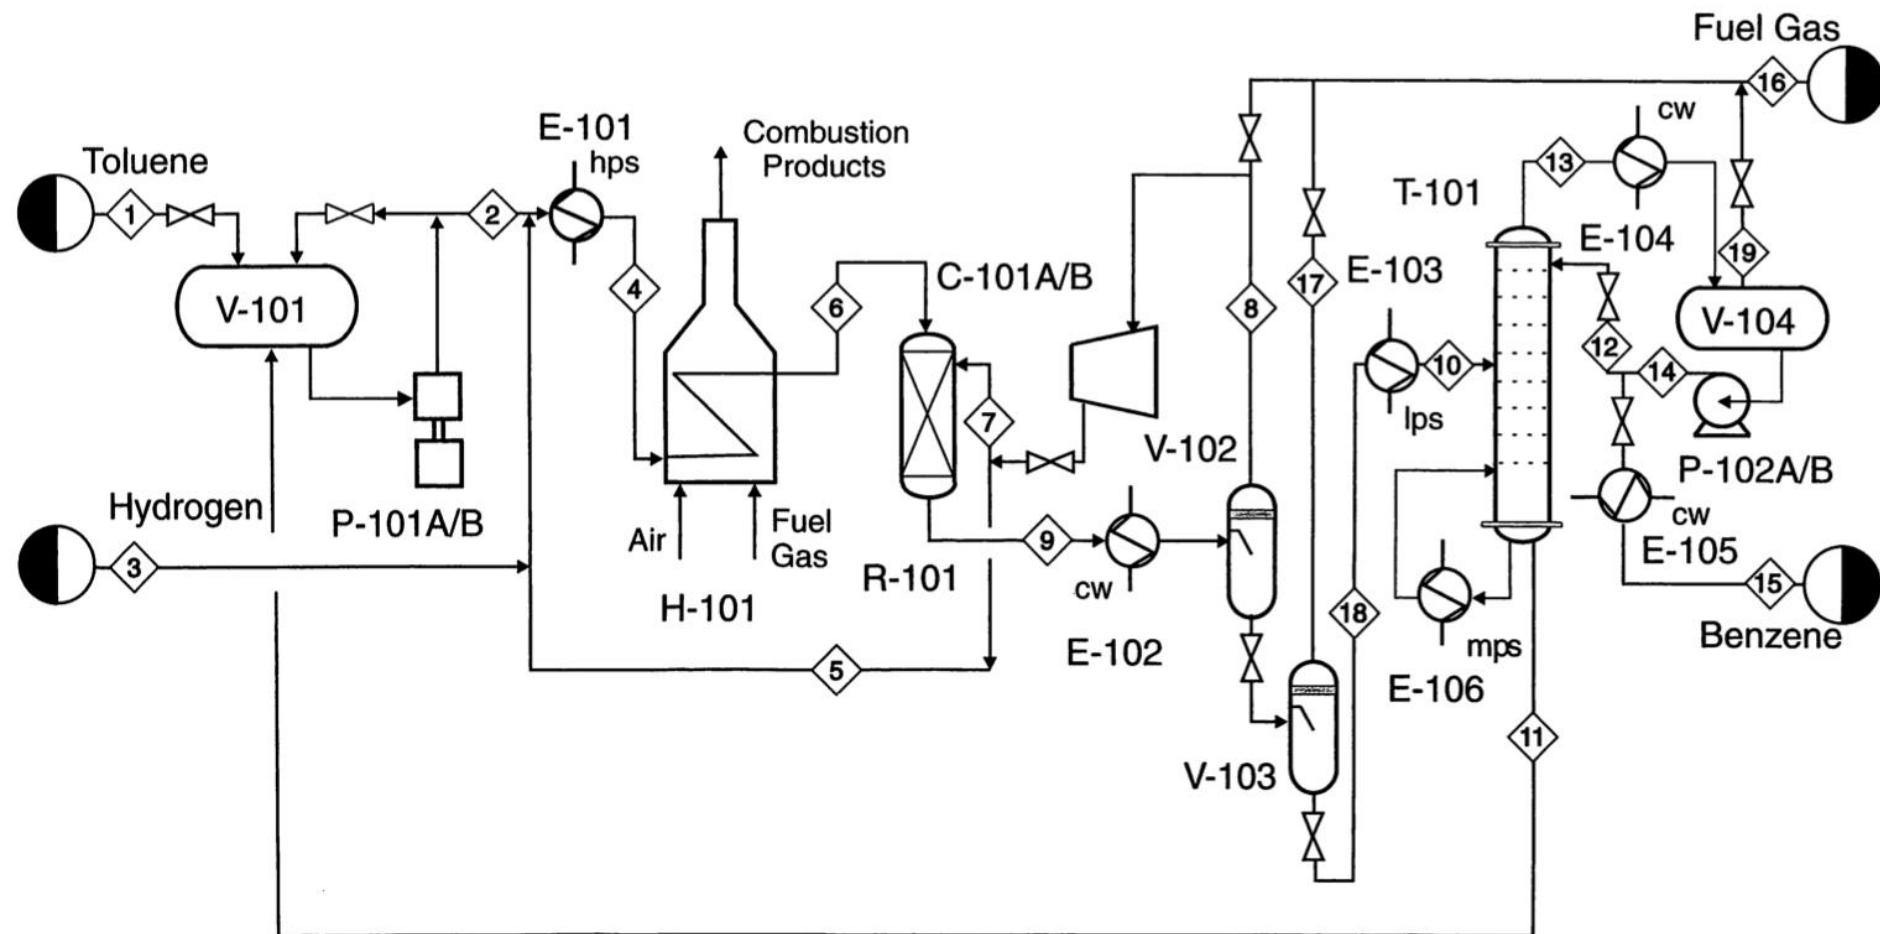 Fuel Gas
16
E-101
hps
Combustion
Products
cw
Toluene
13
T-101
1
2
E-104
19
E-103
C-101A/B
4
6
17
8
V-101
V-104
12
10
14
lps
7
V-102
P-102A/B
Hydrogen
P-101A/B
Air
Fuel
Gas
cw
E-105
9
3
R-101
cw
H-101
15
18
Benzene
E-102
mps
5
E-106
11
V-103